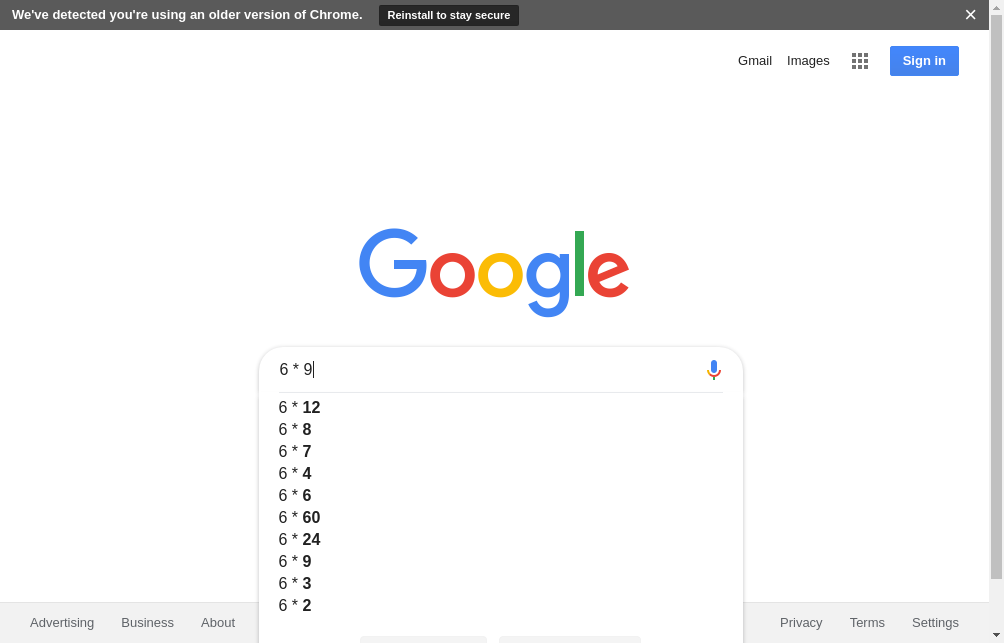 We've detected you're using an older version of Chrome. Reinstall to stay secure ×
Gmail Images Sign in
Google
6 * 9
6 * 12
6 * 8
6 * 7
6 * 4
6 * 6
6 * 60
6 * 24
6 * 9
6 * 3
6 * 2
Advertising Business About Privacy Terms Settings